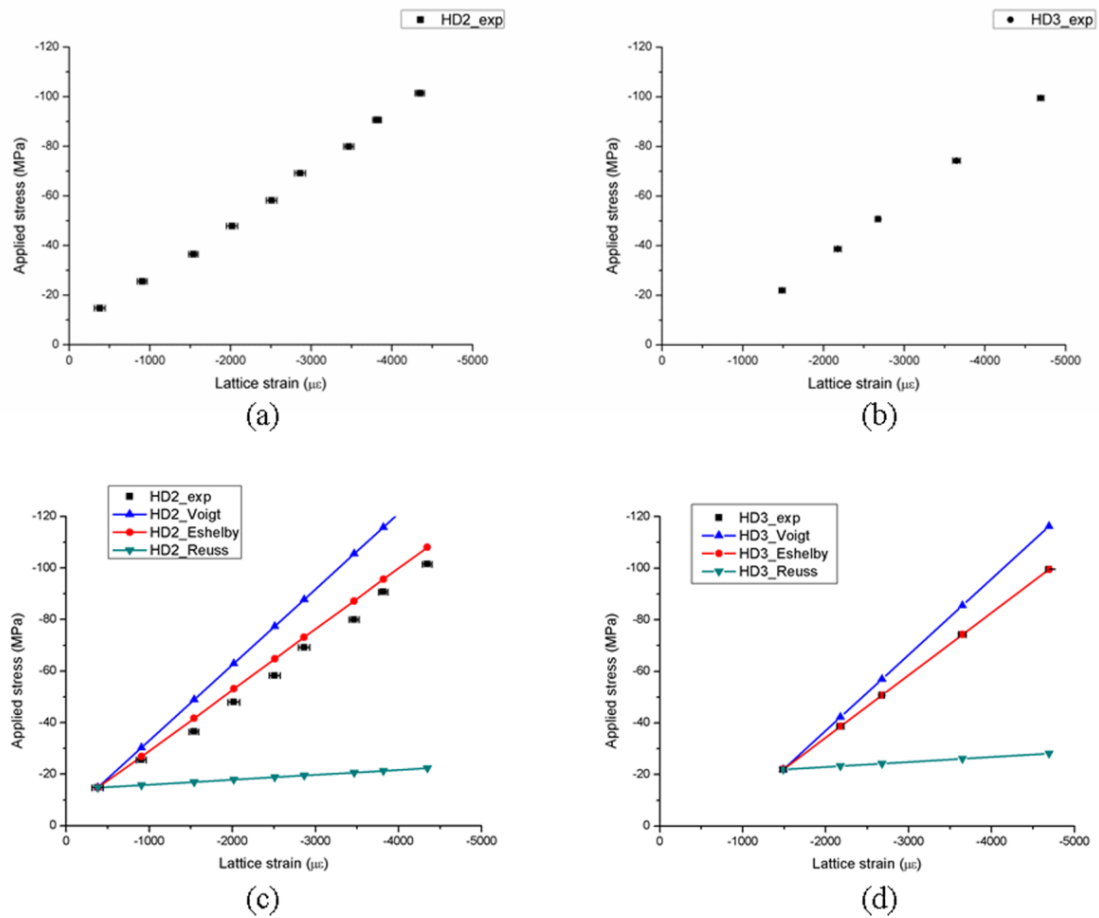 HD2_exp
-120
-100
-80
-60
-40
-20
0
Applied stress (MPa)
0 -1000 -2000 -3000 -4000 -5000
Lattice strain (με)
(a)
HD3_exp
-120
-100
-80
-60
-40
-20
0
Applied stress (MPa)
-1000 -2000 -3000 -4000 -5000
Lattice strain (με)
(b)
HD2_exp
HD2_Voigt
HD2_Eshelby
HD2_Reuss
-120
-100
-80
-60
-40
-20
0
Applied stress (MPa)
0 -1000 -2000 -3000 -4000 -5000
Lattice strain (με)
(c)
HD3_exp
HD3_Voigt
HD3_Eshelby
HD3_Reuss
-120
-100
-80
-60
-40
-20
0
Applied stress (MPa)
-1000 -2000 -3000 -4000 -5000
Lattice strain (με)
(d)